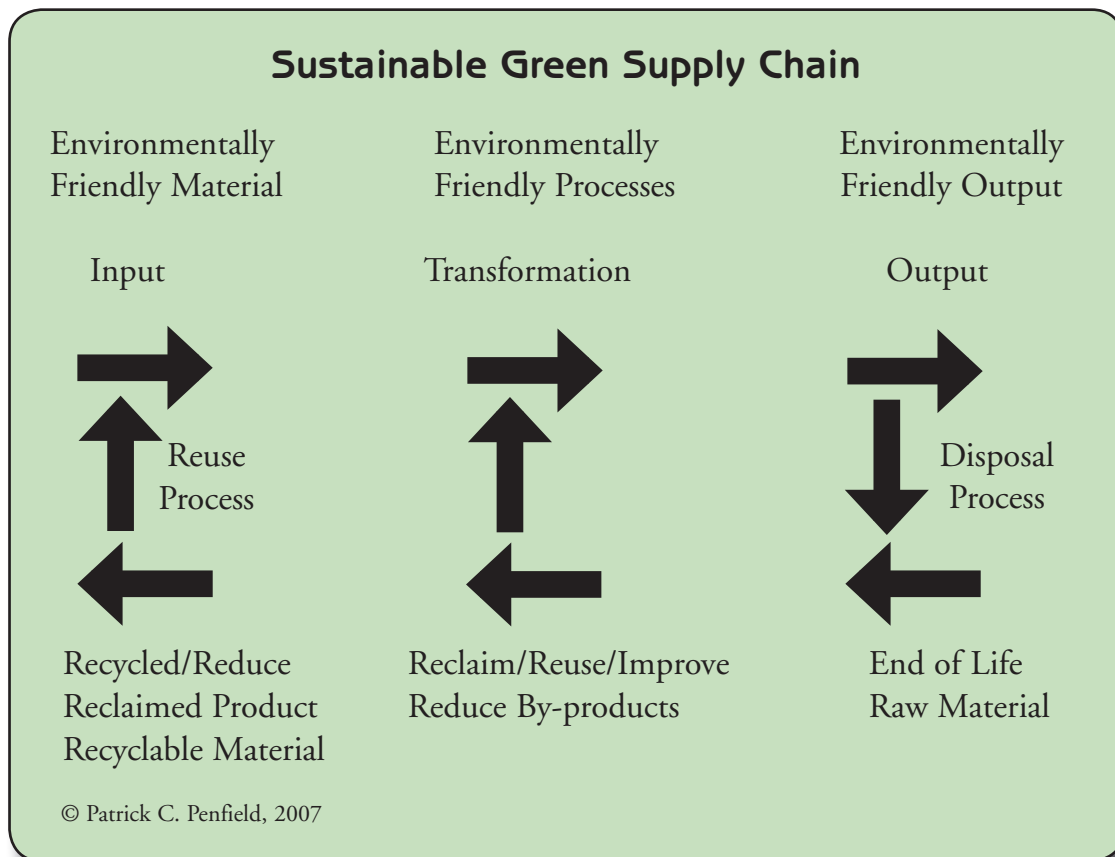 Sustainable Green Supply Chain
Environmentally
Friendly Material
Environmentally
Friendly Processes
Environmentally
Friendly Output
Input
Transformation
Output
Reuse
Process
Disposal
Process
Recycled/Reduce
Reclaimed Product
Recyclable Material
Reclaim/Reuse/Improve
Reduce By-products
End of Life
Raw Material
© Patrick C. Penfield, 2007